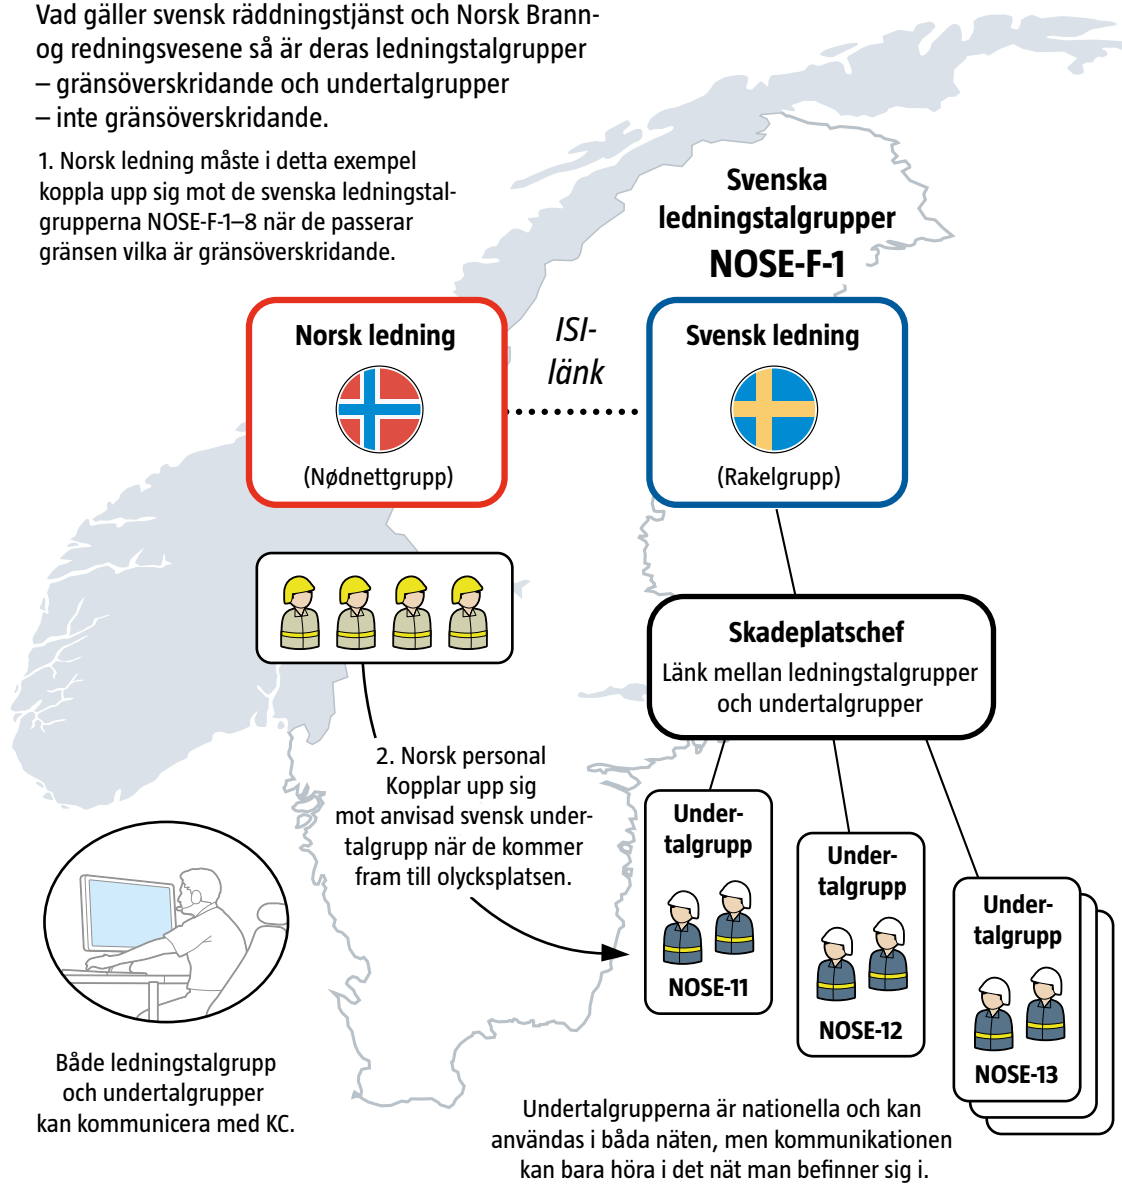 Vad gäller svensk räddningstjänst och Norsk Brann-
og redningsvesene så är deras ledningstalgrupper
– gränsöverskridande och undertalgrupper
– inte gränsöverskridande.
1. Norsk ledning måste i detta exempel
koppla upp sig mot de svenska ledningstal-
grupperna NOSE-F-1–8 när de passerar
gränsen vilka är gränsöverskridande.
Svenska
ledningstalgrupper
NOSE-F-1
Norsk ledning
(Nødnettgrupp)
ISI-
länk
Svensk ledning
(Rakelgrupp)
Skadeplatschef
Länk mellan ledningstalgrupper
och undertalgrupper
2. Norsk personal
Kopplar upp sig
mot anvisad svensk under-
talgrupp när de kommer
fram till olycksplatsen.
Under-
talgrupp
NOSE-11
Under-
talgrupp
NOSE-12
Under-
talgrupp
NOSE-13
Både ledningstalgrupp
och undertalgrupper
kan kommunicera med KC.
Undertalgrupperna är nationella och kan
användas i båda näten, men kommunikationen
kan bara höra i det nät man befinner sig i.